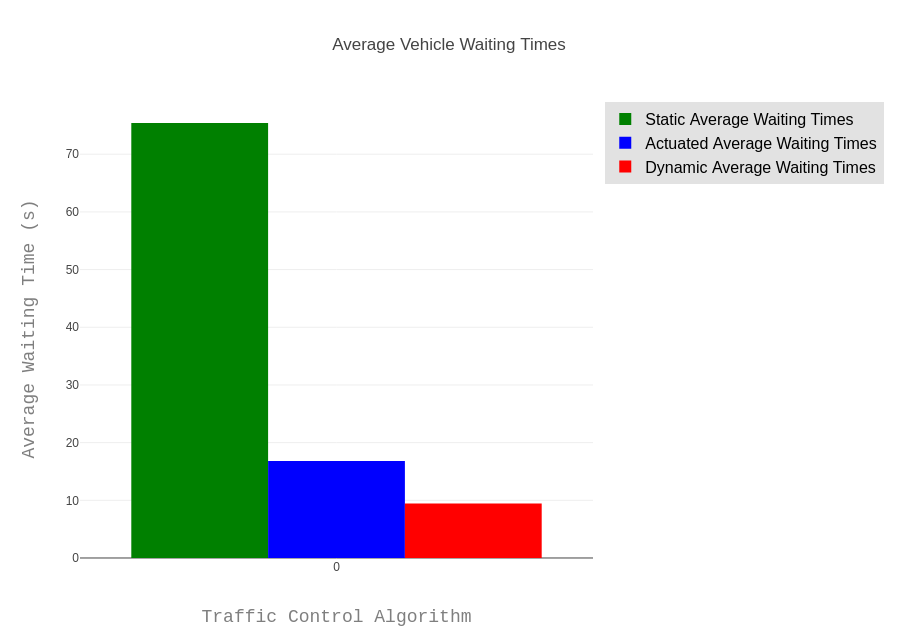 Average Vehicle Waiting Times
Static Average Waiting Times
Actuated Average Waiting Times
Dynamic Average Waiting Times
Average Waiting Time (s)
70
60
50
40
30
20
10
0
0
Traffic Control Algorithm